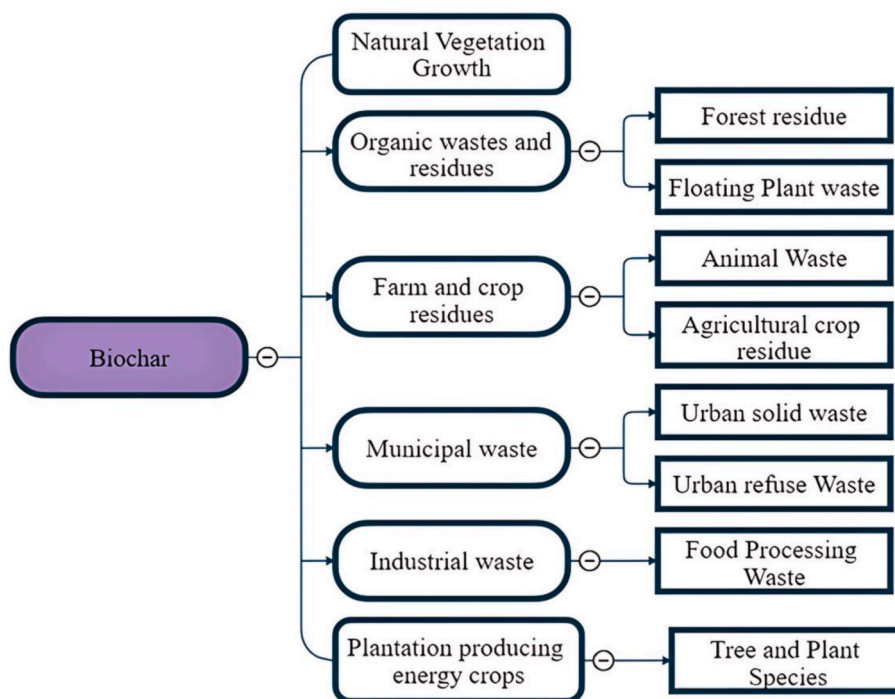 Natural Vegetation
Growth
Organic wastes and
residues
Forest residue
Floating Plant waste
Farm and crop
residues
Animal Waste
Agricultural crop
residue
Biochar
Municipal waste
Urban solid waste
Urban refuse Waste
Industrial waste
Food Processing
Waste
Plantation producing
energy crops
Tree and Plant
Species